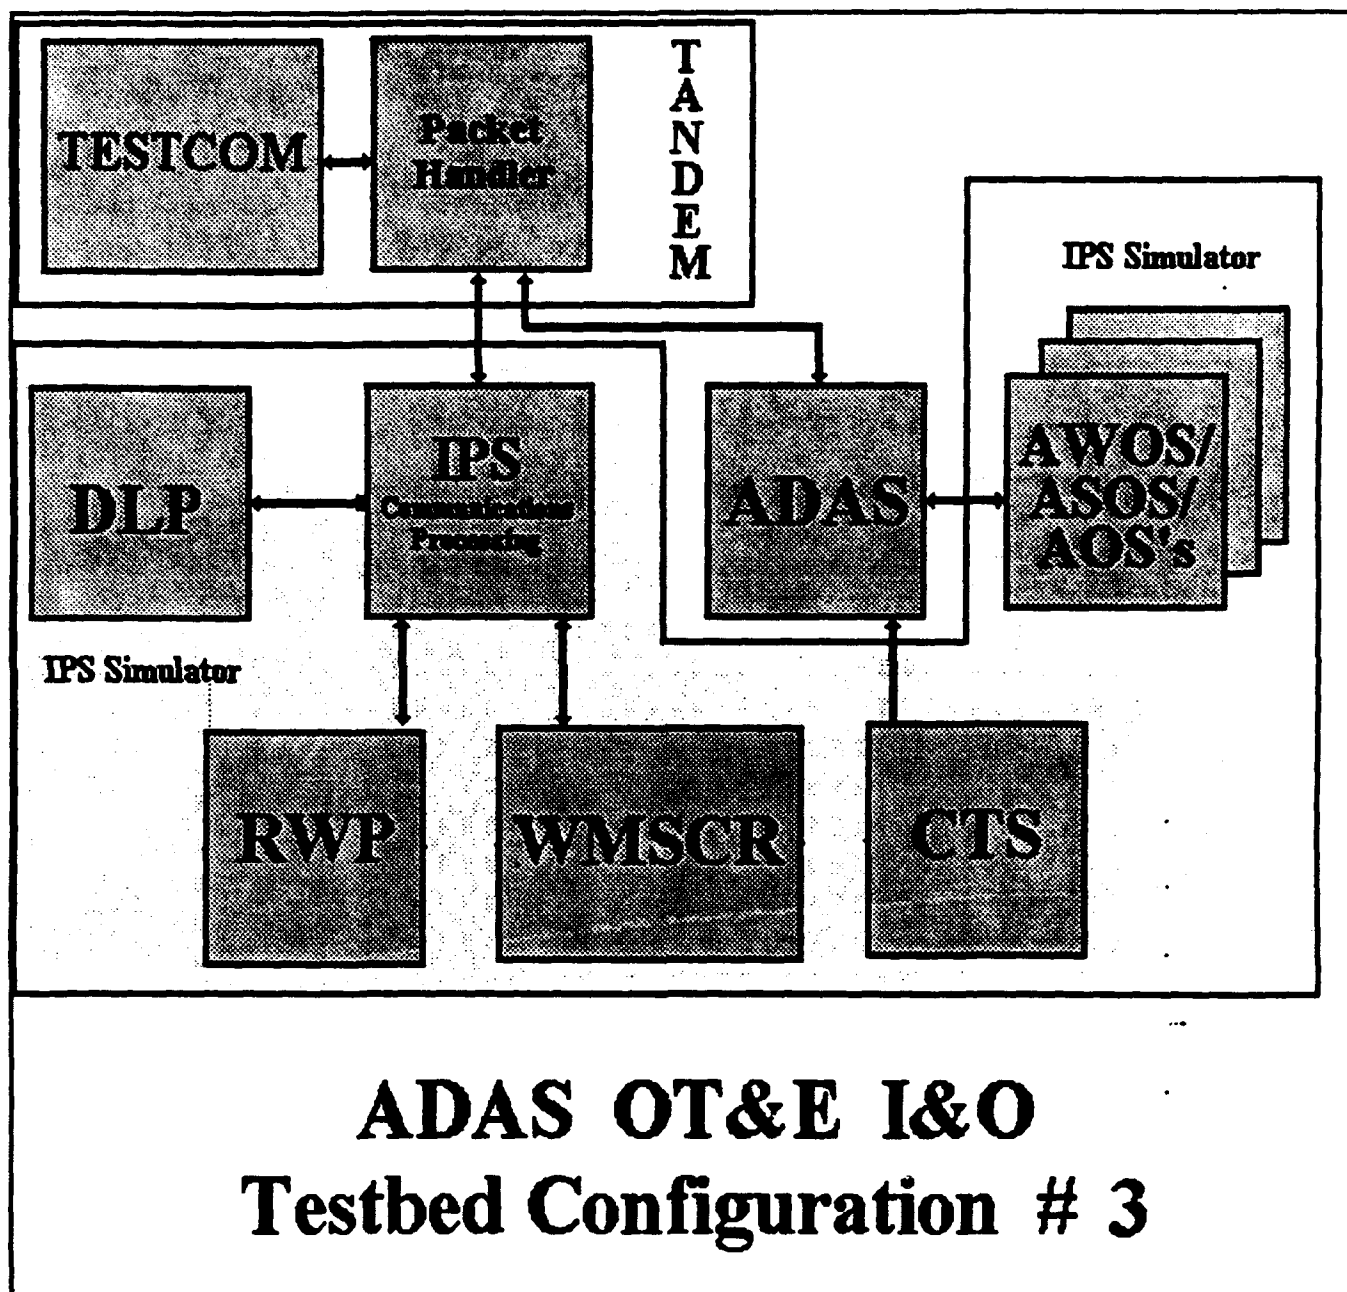 TESTCOM
Packet
Handler
TANDEM
IPS Simulator
DLP
IPS
Communications
Processing
ADAS
AWOS/
ASOS/
AOS's
IPS Simulator
RWP
WMSCR
CTS
ADAS OT&E I&O
Testbed Configuration # 3